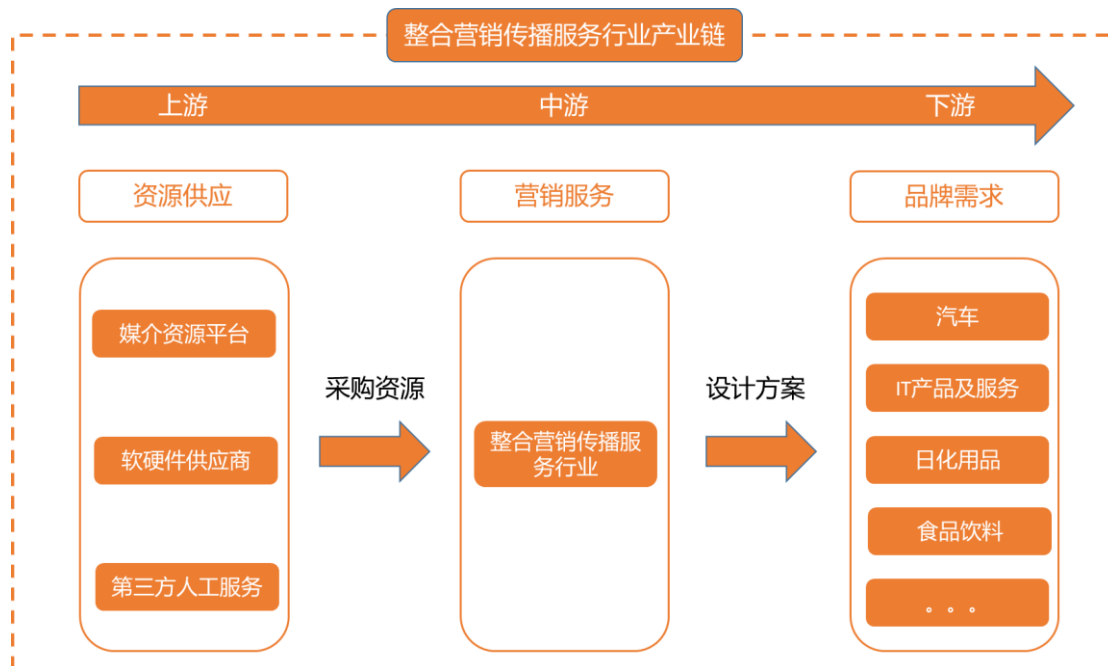 整合营销传播服务行业产业链
上游
中游
下游
资源供应
营销服务
品牌需求
媒介资源平台
软硬件供应商
第三方人工服务
采购资源
整合营销传播服
务行业
设计方案
汽车
IT产品及服务
日化用品
食品饮料
。。。